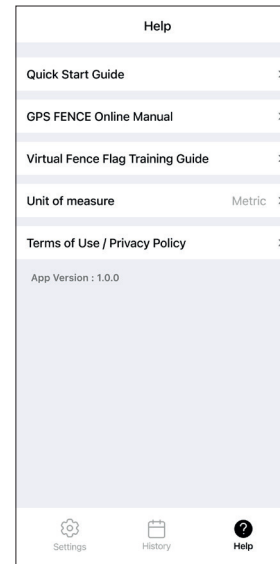 Help
Quick Start Guide
GPS FENCE Online Manual
Virtual Fence Flag Training Guide
Unit of measure Metric
Terms of Use / Privacy Policy
App Version : 1.0.0
Settings History Help